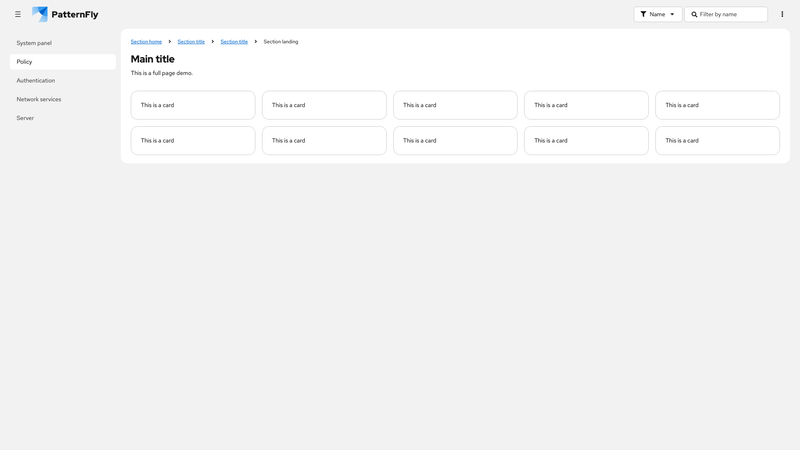 PatternFly
Name
Filter by name
System panel
Policy
Authentication
Network services
Server
Section home
Section title
Section title
Section landing
Main title
This is a full page demo.
This is a card
This is a card
This is a card
This is a card
This is a card
This is a card
This is a card
This is a card
This is a card
This is a card